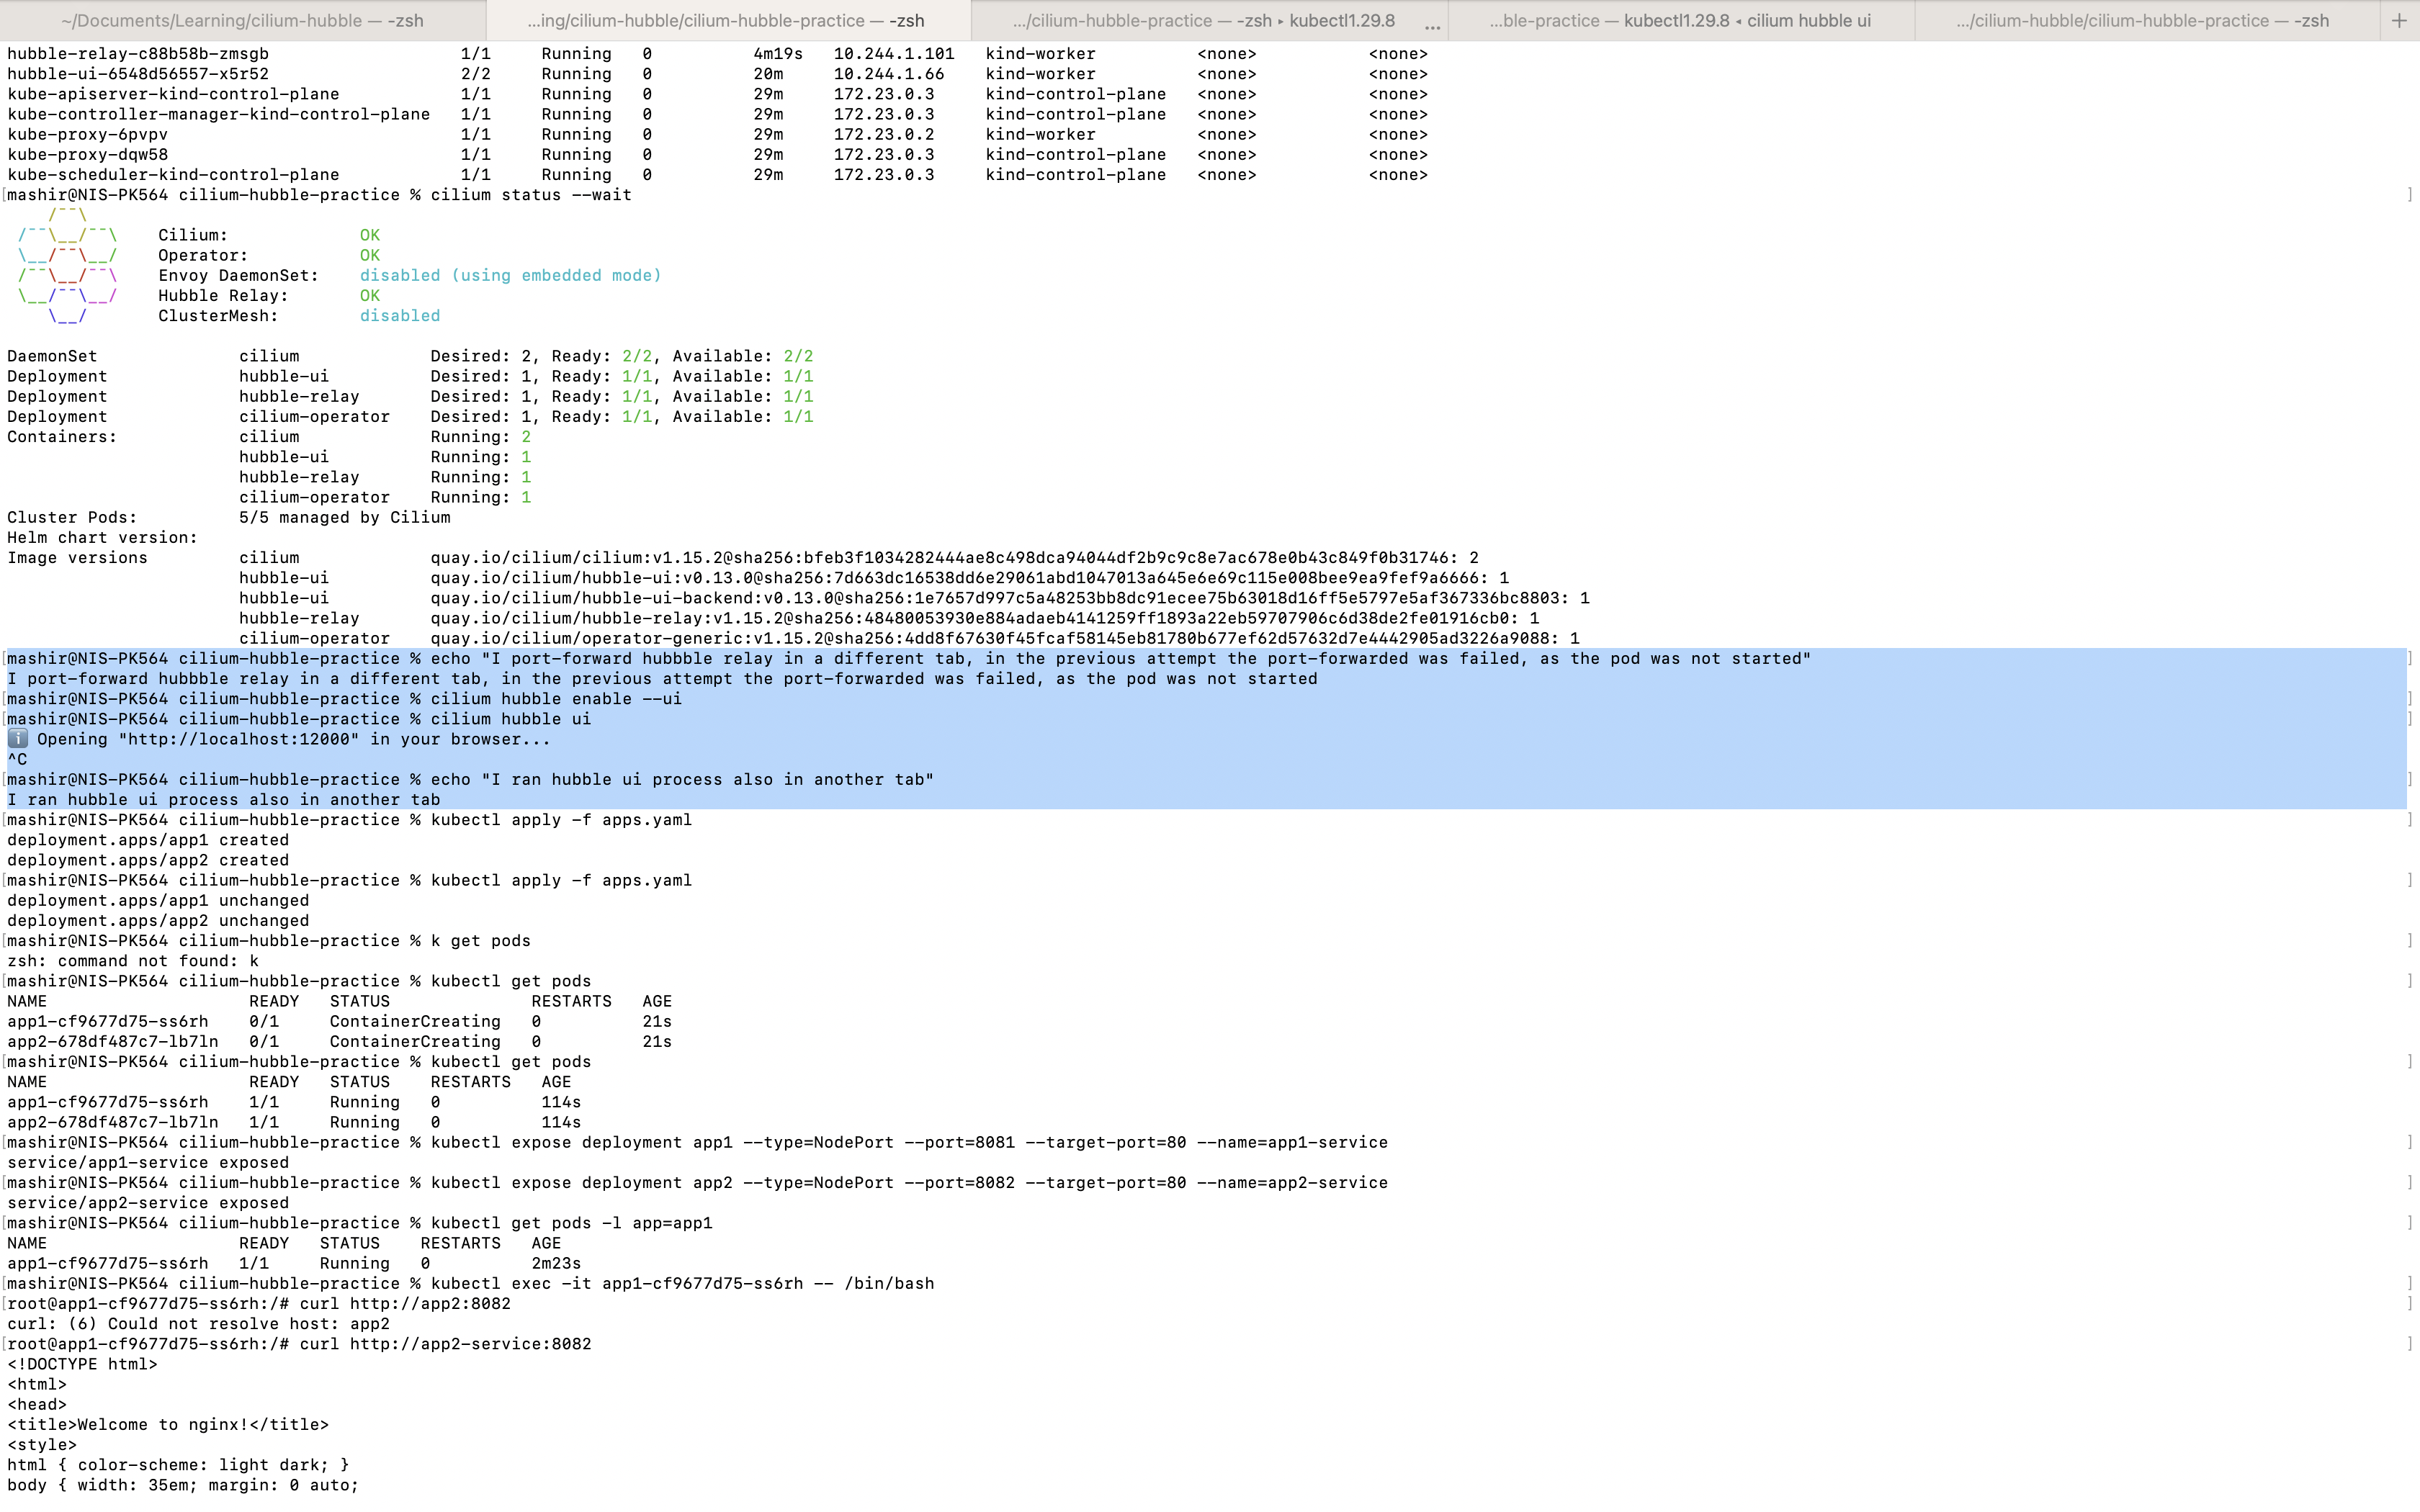 ~/Documents/Learning/cilium-hubble — -zsh
...ing/cilium-hubble/cilium-hubble-practice — -zsh
.../cilium-hubble-practice — -zsh ▸ kubectl1.29.8 ...
...ble-practice — kubectl1.29.8 ◂ cilium hubble ui
.../cilium-hubble/cilium-hubble-practice — -zsh
+
hubble-relay-c88b58b-zmsgb 1/1 Running 0 4m19s 10.244.1.101 kind-worker <none> <none>
hubble-ui-6548d56557-x5r52 2/2 Running 0 20m 10.244.1.66 kind-worker <none> <none>
kube-apiserver-kind-control-plane 1/1 Running 0 29m 172.23.0.3 kind-control-plane <none> <none>
kube-controller-manager-kind-control-plane 1/1 Running 0 29m 172.23.0.3 kind-control-plane <none> <none>
kube-proxy-6pvpv 1/1 Running 0 29m 172.23.0.2 kind-worker <none> <none>
kube-proxy-dqw58 1/1 Running 0 29m 172.23.0.3 kind-control-plane <none> <none>
kube-scheduler-kind-control-plane 1/1 Running 0 29m 172.23.0.3 kind-control-plane <none> <none>
[mashir@NIS-PK564 cilium-hubble-practice % cilium status --wait ]
    /¯¯\
 /¯¯\__/¯¯\    Cilium:             OK
 \__/¯¯\__/    Operator:           OK
 /¯¯\__/¯¯\    Envoy DaemonSet:    disabled (using embedded mode)
 \__/¯¯\__/    Hubble Relay:       OK
    \__/       ClusterMesh:        disabled
DaemonSet cilium Desired: 2, Ready: 2/2, Available: 2/2
Deployment hubble-ui Desired: 1, Ready: 1/1, Available: 1/1
Deployment hubble-relay Desired: 1, Ready: 1/1, Available: 1/1
Deployment cilium-operator Desired: 1, Ready: 1/1, Available: 1/1
Containers: cilium Running: 2
hubble-ui Running: 1
hubble-relay Running: 1
cilium-operator Running: 1
Cluster Pods: 5/5 managed by Cilium
Helm chart version:
Image versions cilium quay.io/cilium/cilium:v1.15.2@sha256:bfeb3f1034282444ae8c498dca94044df2b9c9c8e7ac678e0b43c849f0b31746: 2
hubble-ui quay.io/cilium/hubble-ui:v0.13.0@sha256:7d663dc16538dd6e29061abd1047013a645e6e69c115e008bee9ea9fef9a6666: 1
hubble-ui quay.io/cilium/hubble-ui-backend:v0.13.0@sha256:1e7657d997c5a48253bb8dc91ecee75b63018d16ff5e5797e5af367336bc8803: 1
hubble-relay quay.io/cilium/hubble-relay:v1.15.2@sha256:48480053930e884adaeb4141259ff1893a22eb59707906c6d38de2fe01916cb0: 1
cilium-operator quay.io/cilium/operator-generic:v1.15.2@sha256:4dd8f67630f45fcaf58145eb81780b677ef62d57632d7e4442905ad3226a9088: 1
[mashir@NIS-PK564 cilium-hubble-practice % echo "I port-forward hubbble relay in a different tab, in the previous attempt the port-forwarded was failed, as the pod was not started" ]
I port-forward hubbble relay in a different tab, in the previous attempt the port-forwarded was failed, as the pod was not started
[mashir@NIS-PK564 cilium-hubble-practice % cilium hubble enable --ui ]
[mashir@NIS-PK564 cilium-hubble-practice % cilium hubble ui ]
ℹ️ Opening "http://localhost:12000" in your browser...
^C
[mashir@NIS-PK564 cilium-hubble-practice % echo "I ran hubble ui process also in another tab" ]
I ran hubble ui process also in another tab
[mashir@NIS-PK564 cilium-hubble-practice % kubectl apply -f apps.yaml ]
deployment.apps/app1 created
deployment.apps/app2 created
[mashir@NIS-PK564 cilium-hubble-practice % kubectl apply -f apps.yaml ]
deployment.apps/app1 unchanged
deployment.apps/app2 unchanged
[mashir@NIS-PK564 cilium-hubble-practice % k get pods ]
zsh: command not found: k
[mashir@NIS-PK564 cilium-hubble-practice % kubectl get pods ]
NAME READY STATUS RESTARTS AGE
app1-cf9677d75-ss6rh 0/1 ContainerCreating 0 21s
app2-678df487c7-lb7ln 0/1 ContainerCreating 0 21s
[mashir@NIS-PK564 cilium-hubble-practice % kubectl get pods ]
NAME READY STATUS RESTARTS AGE
app1-cf9677d75-ss6rh 1/1 Running 0 114s
app2-678df487c7-lb7ln 1/1 Running 0 114s
[mashir@NIS-PK564 cilium-hubble-practice % kubectl expose deployment app1 --type=NodePort --port=8081 --target-port=80 --name=app1-service ]
service/app1-service exposed
[mashir@NIS-PK564 cilium-hubble-practice % kubectl expose deployment app2 --type=NodePort --port=8082 --target-port=80 --name=app2-service ]
service/app2-service exposed
[mashir@NIS-PK564 cilium-hubble-practice % kubectl get pods -l app=app1 ]
NAME READY STATUS RESTARTS AGE
app1-cf9677d75-ss6rh 1/1 Running 0 2m23s
[mashir@NIS-PK564 cilium-hubble-practice % kubectl exec -it app1-cf9677d75-ss6rh -- /bin/bash ]
[root@app1-cf9677d75-ss6rh:/# curl http://app2:8082 ]
curl: (6) Could not resolve host: app2
[root@app1-cf9677d75-ss6rh:/# curl http://app2-service:8082 ]
<!DOCTYPE html>
<html>
<head>
<title>Welcome to nginx!</title>
<style>
html { color-scheme: light dark; }
body { width: 35em; margin: 0 auto;